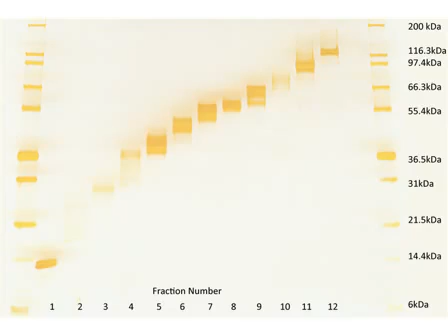 200 kDa
116.3kDa
97.4kDa
66.3kDa
55.4kDa
36.5kDa
31kDa
21.5kDa
14.4kDa
Fraction Number
1 2 3 4 5 6 7 8 9 10 11 12
6kDa